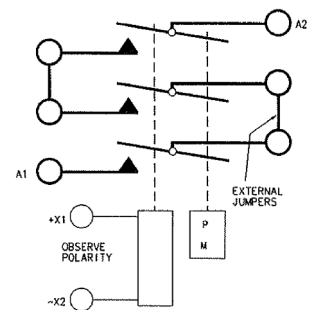 A2
A1
EXTERNAL
JUMPERS
+X1
OBSERVE
POLARITY
P
M
~X2